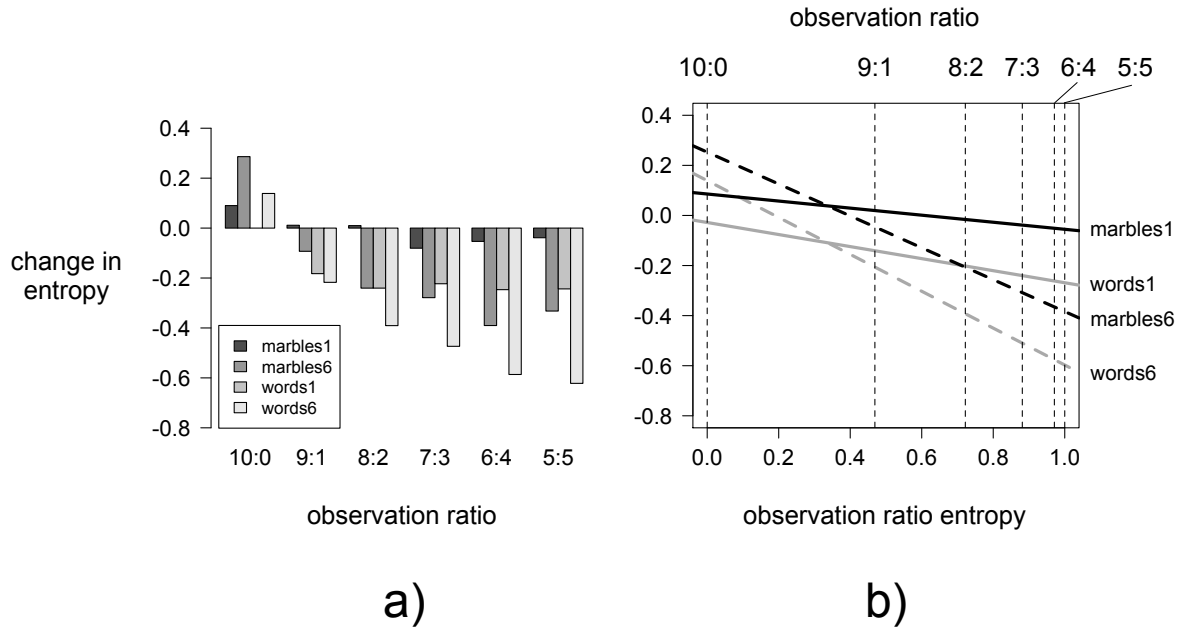 change in
entropy
0.4
0.2
0.0
-0.2
-0.4
-0.6
-0.8
marbles1
marbles6
words1
words6
10:0 9:1 8:2 7:3 6:4 5:5
observation ratio
a)
observation ratio
10:0 9:1 8:2 7:3 6:4 5:5
0.4
0.2
0.0
-0.2
-0.4
-0.6
-0.8
marbles1
words1
marbles6
words6
0.0 0.2 0.4 0.6 0.8 1.0
observation ratio entropy
b)